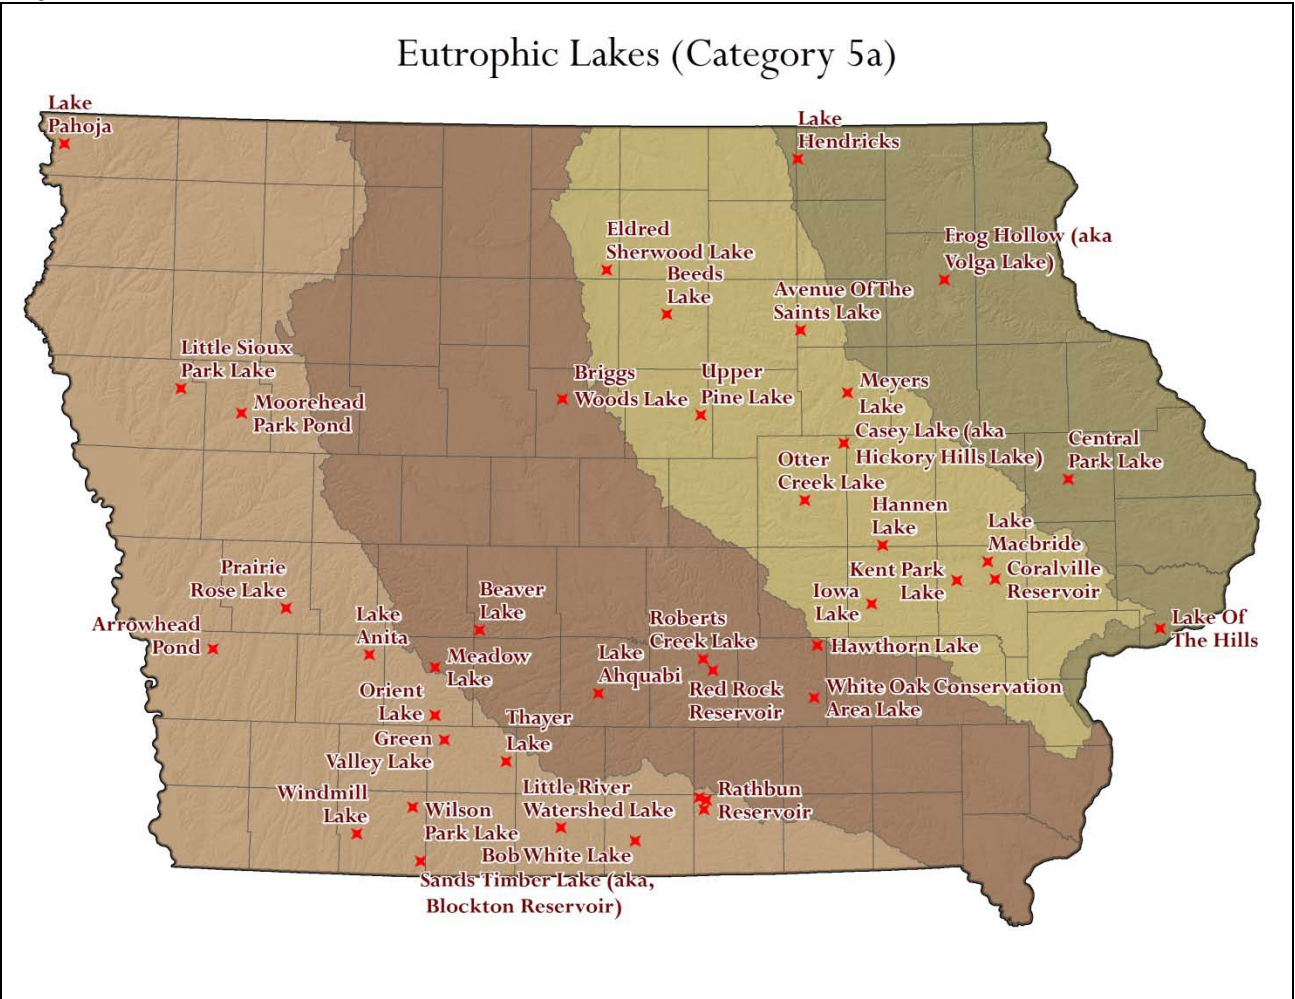 Eutrophic Lakes (Category 5a)
Lake
Pahoja
Lake
Hendricks
Eldred
Sherwood Lake
Frog Hollow (aka
Volga Lake)
Beeds
Lake
Avenue Of The
Saints Lake
Little Sioux
Park Lake
Moorehead
Park Pond
Briggs
Woods Lake
Upper
Pine Lake
Meyers
Lake
Casey Lake (aka
Hickory Hills Lake)
Central
Park Lake
Otter
Creek Lake
Hannen
Lake
Lake
Macbride
Coralville
Reservoir
Kent Park
Lake
Iowa
Lake
Prairie
Rose Lake
Beaver
Lake
Arrowhead
Pond
Lake
Anita
Roberts
Creek Lake
Lake Of
The Hills
Hawthorn Lake
Meadow
Lake
Lake
Ahquabi
Red Rock
Reservoir
White Oak Conservation
Area Lake
Orient
Lake
Thayer
Lake
Green
Valley Lake
Windmill
Lake
Wilson
Park Lake
Little River
Watershed Lake
Rathbun
Reservoir
Bob White Lake
Sands Timber Lake (aka,
Blockton Reservoir)